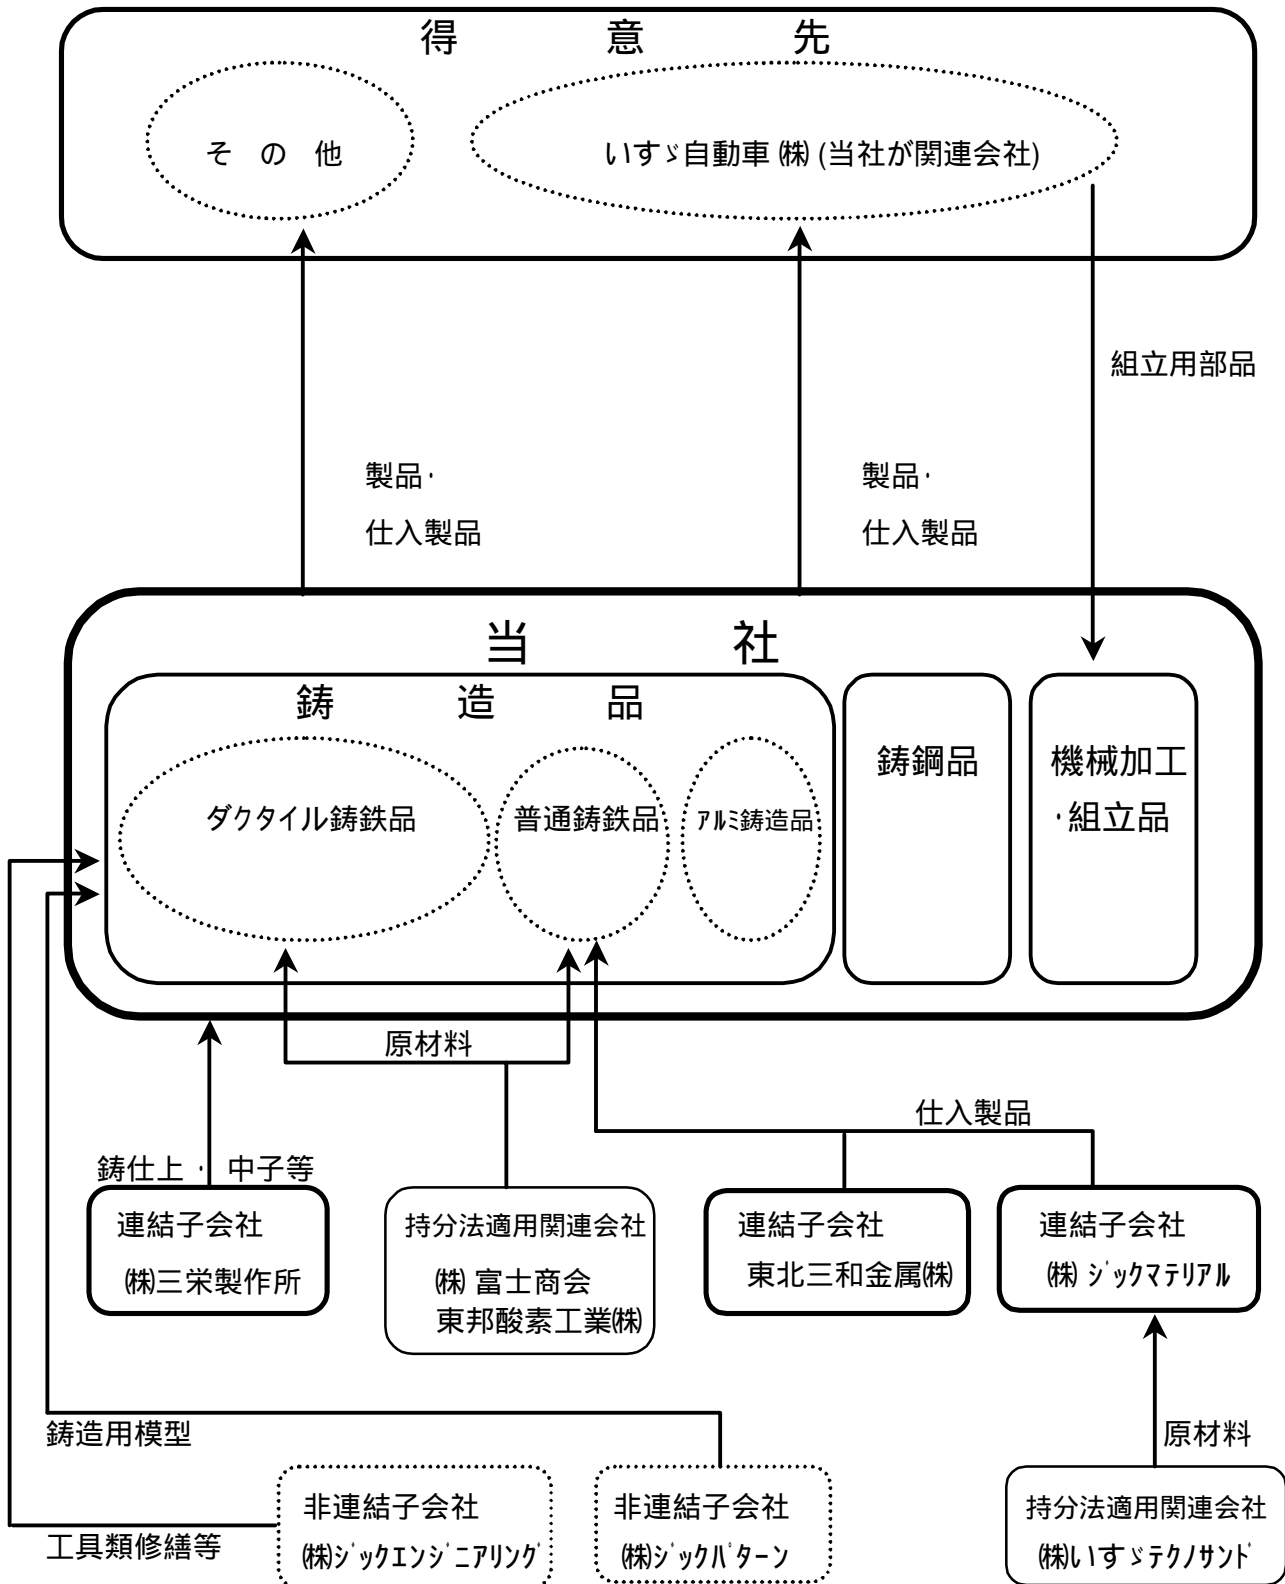 得 意 先
そ の 他
いすゞ自動車㈱(当社が関連会社)
組立用部品
製品・
仕入製品
製品・
仕入製品
当 社
鋳 造 品
ダクタイル鋳鉄品
普通鋳鉄品
ｱﾙﾐ鋳造品
鋳鋼品
機械加工
・組立品
原材料
仕入製品
鋳仕上・ 中子等
連結子会社
㈱三栄製作所
持分法適用関連会社
㈱富士商会
東邦酸素工業㈱
連結子会社
東北三和金属㈱
連結子会社
㈱ｼﾞｯｸﾏﾃﾘｱﾙ
鋳造用模型
原材料
非連結子会社
㈱ｼﾞｯｸｴﾝｼﾞﾆｱﾘﾝｸﾞ
非連結子会社
㈱ｼﾞｯｸﾊﾟﾀｰﾝ
持分法適用関連会社
㈱いすゞﾃｸﾉｻﾝﾄﾞ
工具類修繕等